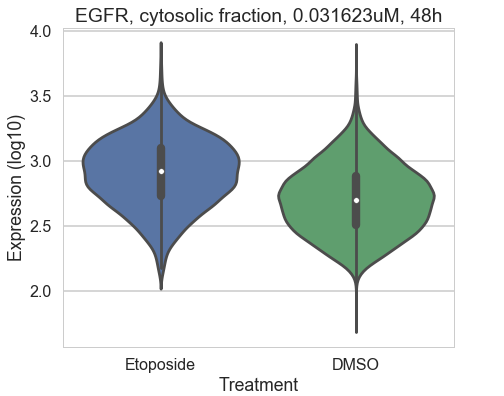 EGFR, cytosolic fraction, 0.031623uM, 48h
4.0
3.5
3.0
2.5
2.0
Expression (log10)
Etoposide
DMSO
Treatment